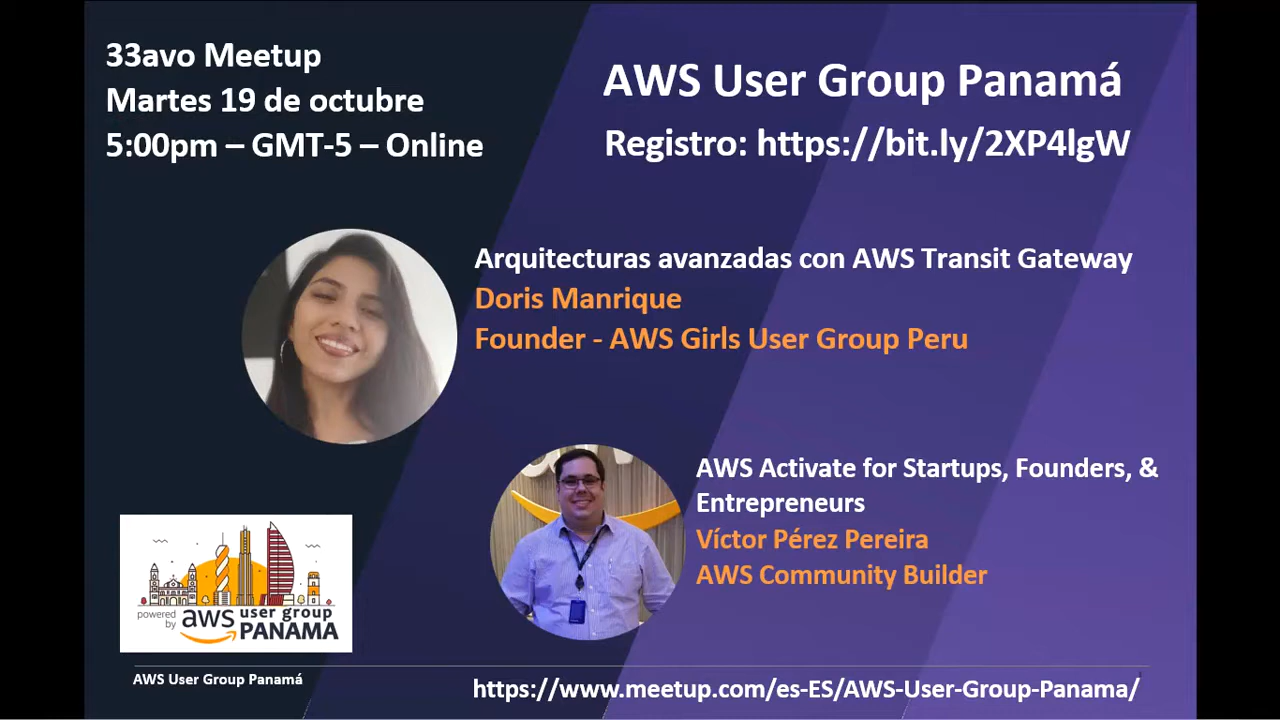 33avo Meetup
Martes 19 de octubre
5:00pm – GMT-5 – Online
AWS User Group Panamá
Registro: https://bit.ly/2XP4lgW
Arquitecturas avanzadas con AWS Transit Gateway
Doris Manrique
Founder - AWS Girls User Group Peru
AWS Activate for Startups, Founders, &
Entrepreneurs
Víctor Pérez Pereira
AWS Community Builder
powered
by
aws user group
PANAMA
AWS User Group Panamá
https://www.meetup.com/es-ES/AWS-User-Group-Panama/